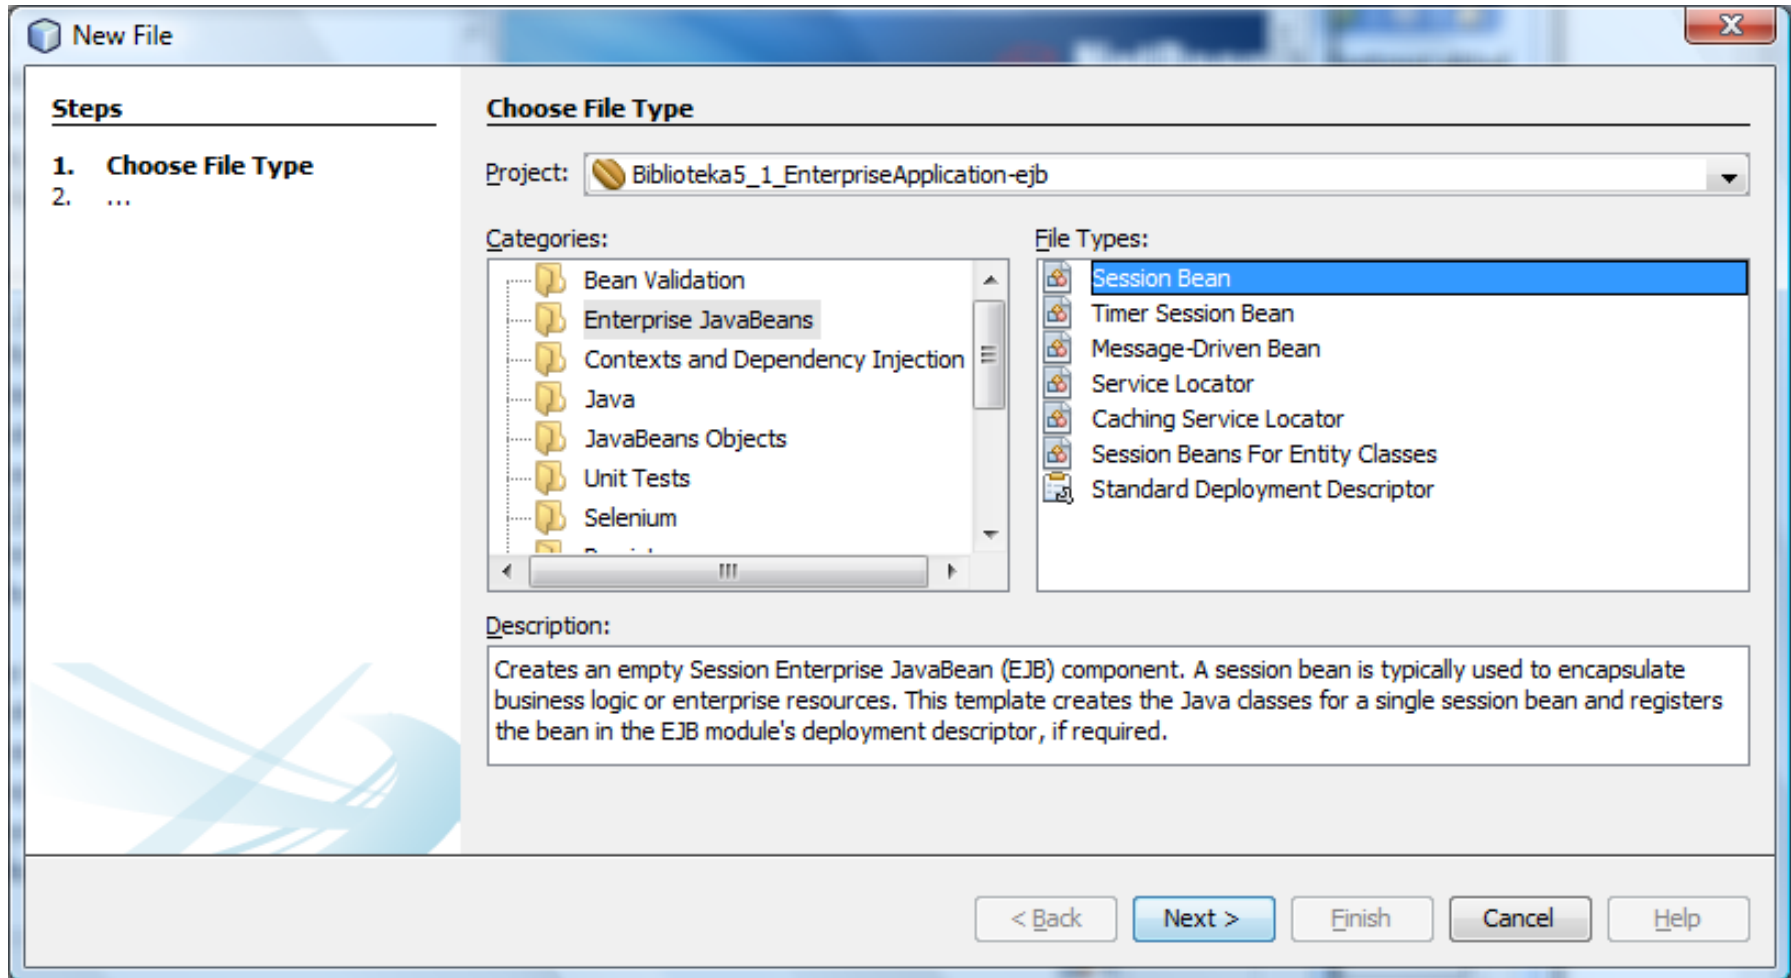 New File
Steps
1. Choose File Type
2. ...
Choose File Type
Project: Biblioteka5_1_EnterpriseApplication-ejb
Categories:
Bean Validation
Enterprise JavaBeans
Contexts and Dependency Injection
Java
JavaBeans Objects
Unit Tests
Selenium
File Types:
Session Bean
Timer Session Bean
Message-Driven Bean
Service Locator
Caching Service Locator
Session Beans For Entity Classes
Standard Deployment Descriptor
Description:
Creates an empty Session Enterprise JavaBean (EJB) component. A session bean is typically used to encapsulate
business logic or enterprise resources. This template creates the Java classes for a single session bean and registers
the bean in the EJB module's deployment descriptor, if required.
< Back
Next >
Finish
Cancel
Help